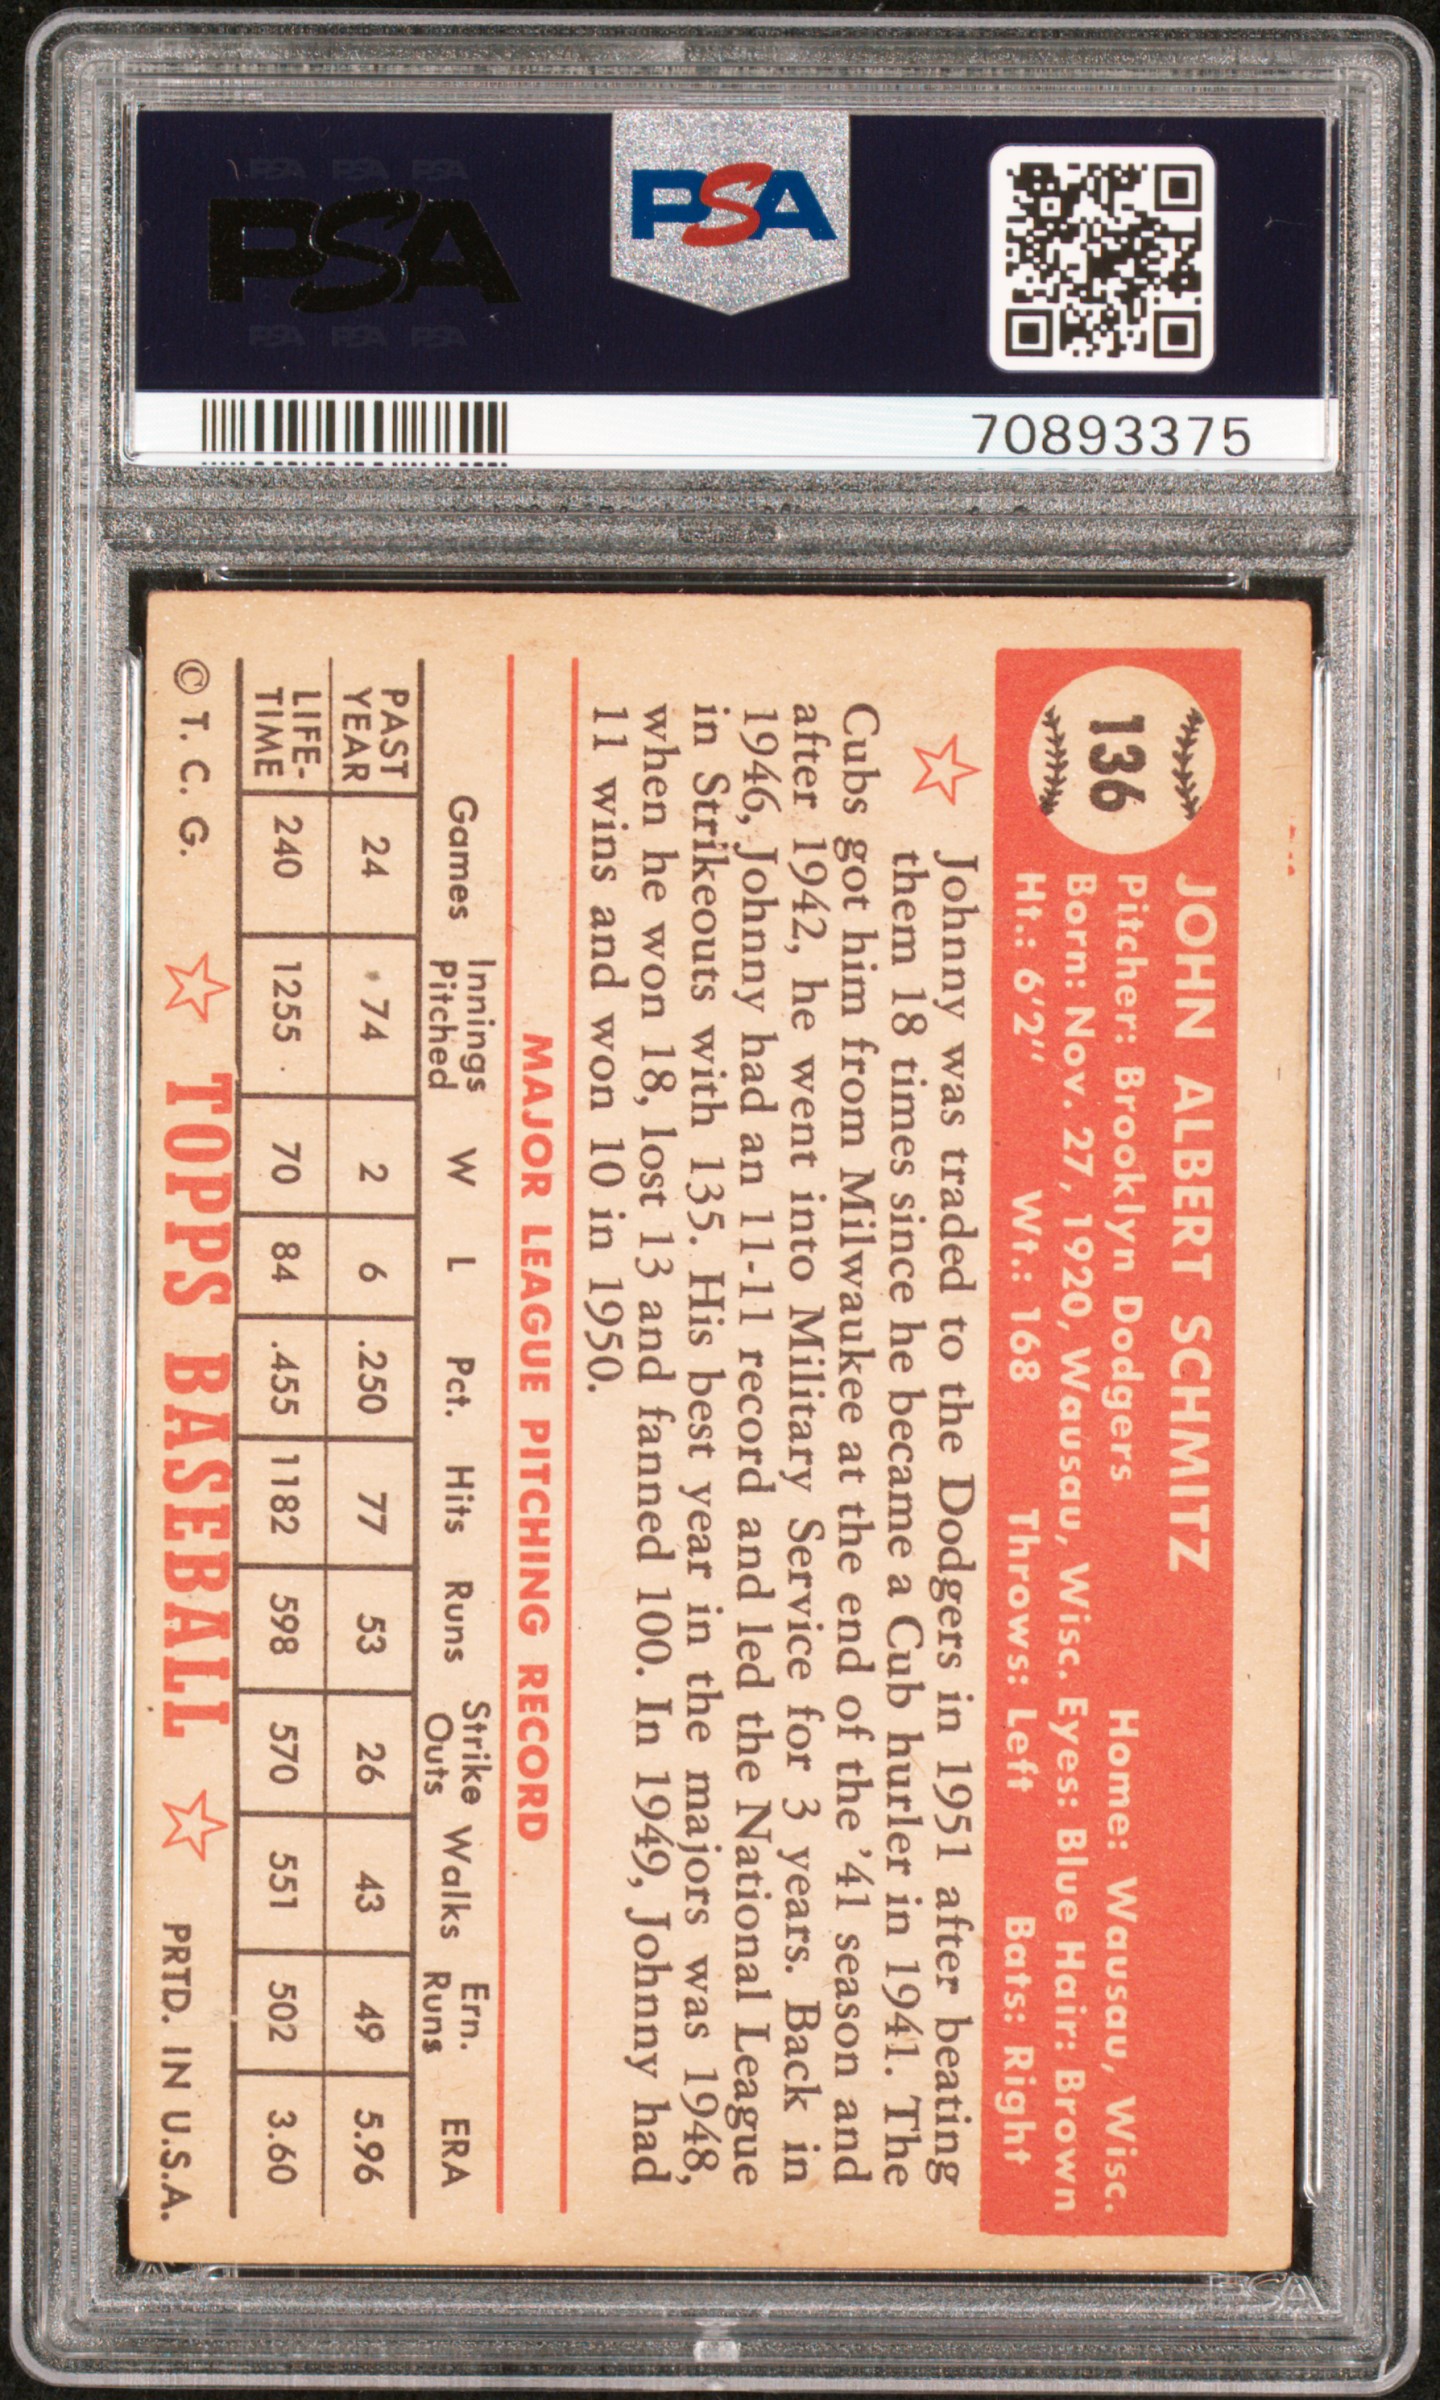 PSA PSA PSA
PSA
PSA PSA PSA
PSA
70893375
136
JOHN ALBERT SCHMITZ
Pitcher: Brooklyn Dodgers Home: Wausau, Wisc.
Born: Nov. 27, 1920, Wausau, Wisc. Eyes: Blue Hair: Brown
Ht.: 6'2" Wt.: 168 Throws: Left Bats: Right
Johnny was traded to the Dodgers in 1951 after beating
them 18 times since he became a Cub hurler in 1941. The
Cubs got him from Milwaukee at the end of the '41 season and
after 1942, he went into Military Service for 3 years. Back in
1946, Johnny had an 11-11 record and led the National League
in Strikeouts with 135. His best year in the majors was 1948,
when he won 18, lost 13 and fanned 100. In 1949, Johnny had
11 wins and won 10 in 1950.
MAJOR LEAGUE PITCHING RECORD
Games Innings Pitched W L Pct. Hits Runs Strike Outs Walks Ern. Runs ERA
PAST YEAR 24 74 2 6 .250 77 53 26 43 49 5.96
LIFE- TIME 240 1255 70 84 .455 1182 598 570 551 502 3.60
© T. C. G. TOPPS BASEBALL PRTD. IN U.S.A.
PSA